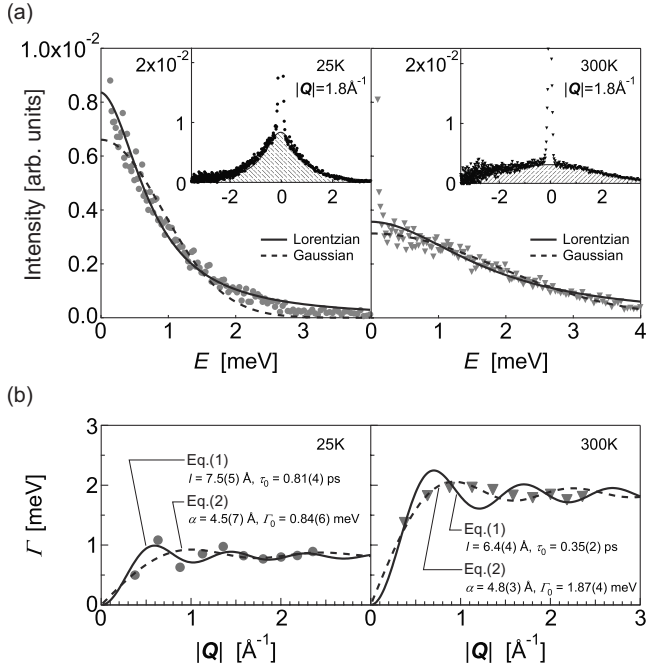 (a)
1.0x10⁻²
0.8
0.6
0.4
0.2
0.0
Intensity [arb. units]
2x10⁻²
1
0
-2
0
2
25K
|Q|=1.8Å⁻¹
Lorentzian
Gaussian
0
1
2
3
E [meV]
2x10⁻²
1
0
-2
0
2
300K
|Q|=1.8Å⁻¹
Lorentzian
Gaussian
0
1
2
3
4
E [meV]
(b)
3
2
1
0
Γ [meV]
25K
Eq.(1)
l = 7.5(5) Å, τ₀ = 0.81(4) ps
Eq.(2)
α = 4.5(7) Å, Γ₀ = 0.84(6) meV
0
1
2
|Q| [Å⁻¹]
300K
Eq.(1)
l = 6.4(4) Å, τ₀ = 0.35(2) ps
Eq.(2)
α = 4.8(3) Å, Γ₀ = 1.87(4) meV
0
1
2
3
|Q| [Å⁻¹]